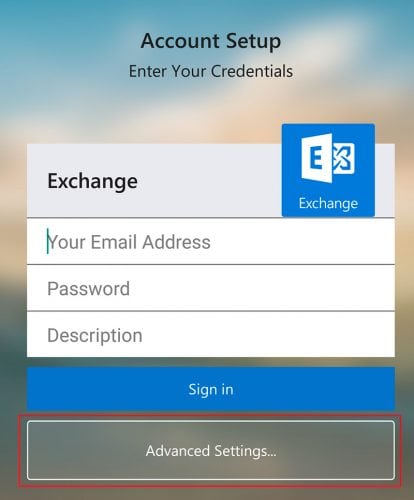 Account Setup
Enter Your Credentials
Exchange
E
Exchange
Your Email Address
Password
Description
Sign in
Advanced Settings...